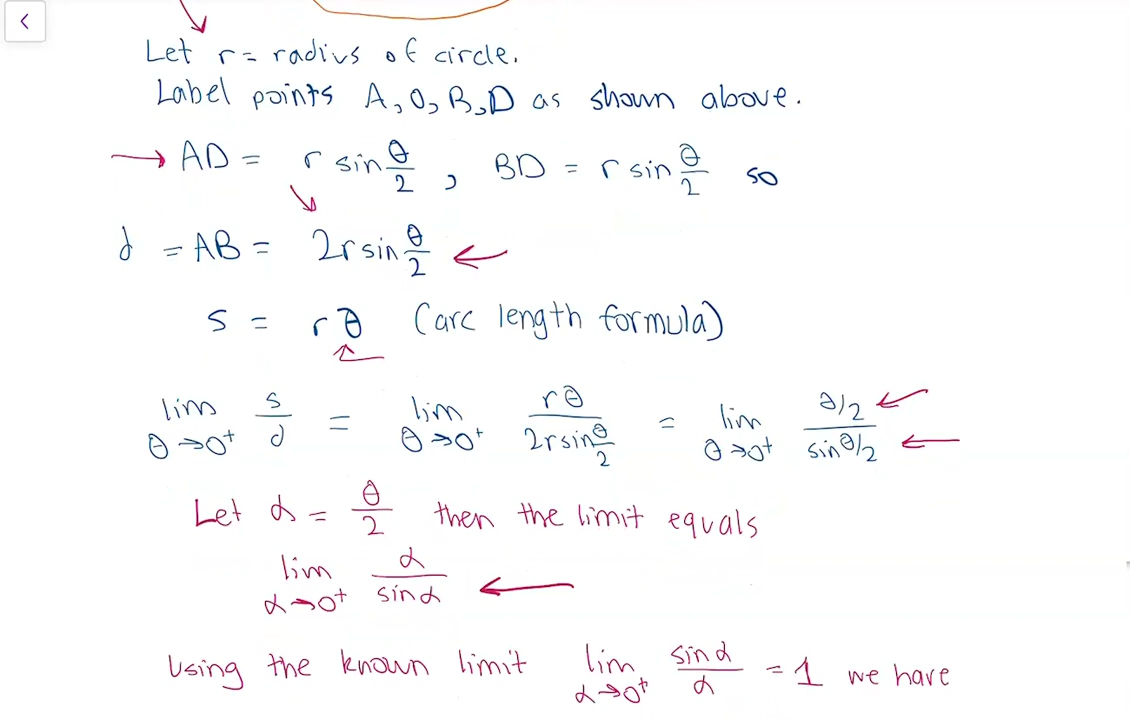 Let r = radius of circle.
Label points A, O, B, D as shown above.
→ AD = r sin θ/2 , BD = r sin θ/2 so
d = AB = 2r sin θ/2 ←
s = rθ (arc length formula)
lim θ→0⁺ s/d = lim θ→0⁺ rθ/(2r sin θ/2) = lim θ→0⁺ (θ/2)/(sin θ/2)
Let α = θ/2 then the limit equals
lim α→0⁺ α/sin α ←
Using the known limit lim α→0⁺ sin α/α = 1 we have